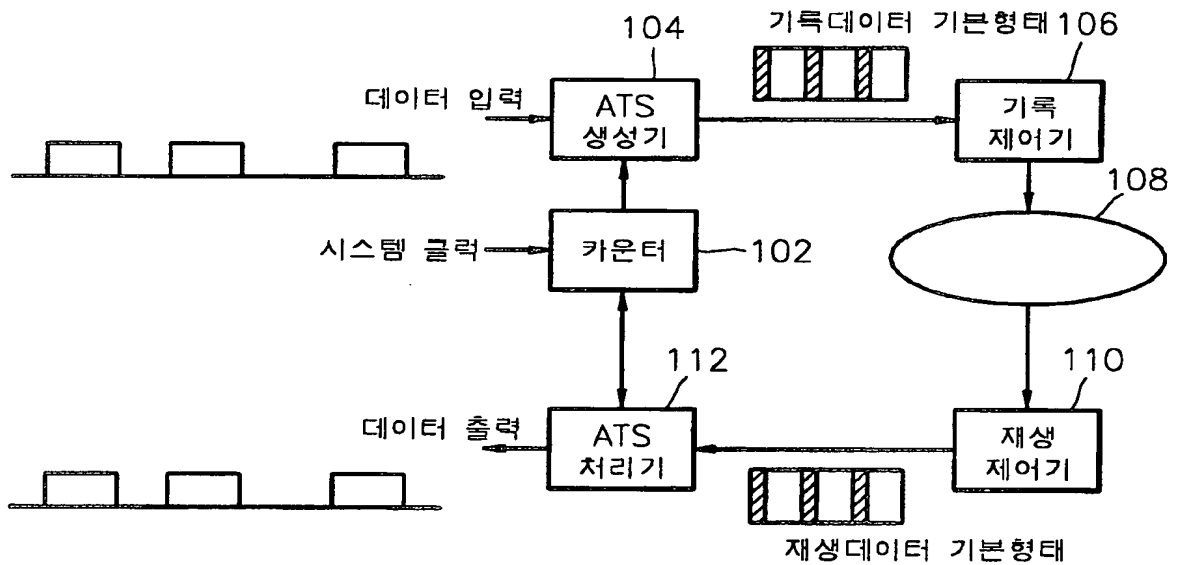 104
기록데이터 기본형태
106
데이터 입력
ATS
생성기
기록
제어기
108
시스템 클럭
카운터
102
112
110
데이터 출력
ATS
처리기
재생
제어기
재생데이터 기본형태